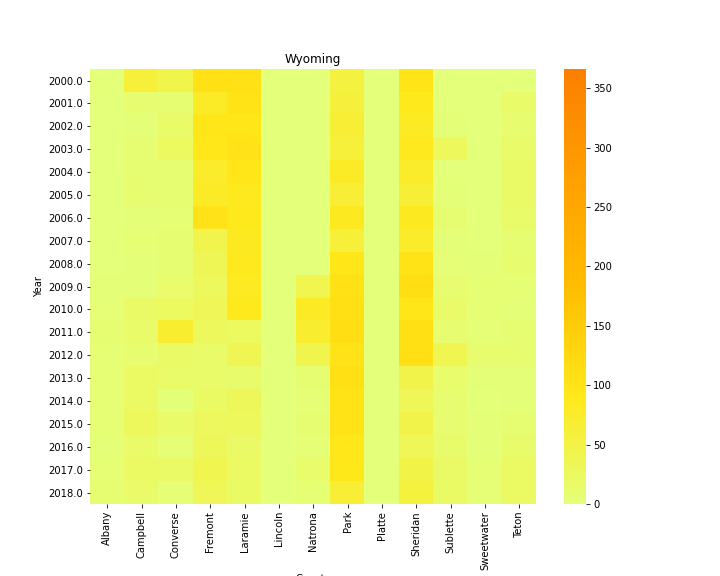 Wyoming
Year
2000.0
2001.0
2002.0
2003.0
2004.0
2005.0
2006.0
2007.0
2008.0
2009.0
2010.0
2011.0
2012.0
2013.0
2014.0
2015.0
2016.0
2017.0
2018.0
Albany
Campbell
Converse
Fremont
Laramie
Lincoln
Natrona
Park
Platte
Sheridan
Sublette
Sweetwater
Teton
350
300
250
200
150
100
50
0